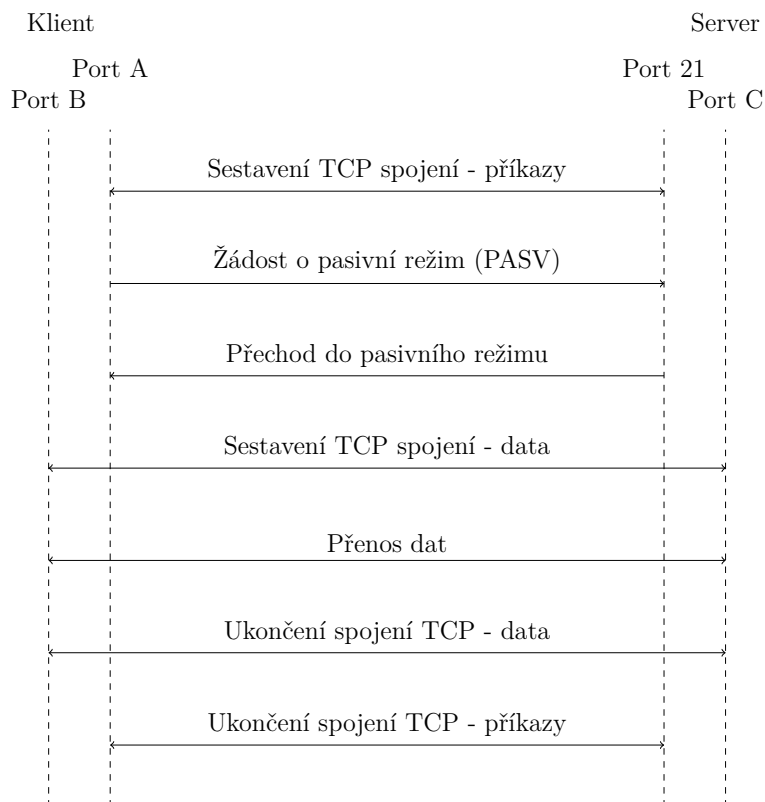 Klient
Server
Port A
Port 21
Port B
Port C
Sestavení TCP spojení - příkazy
Žádost o pasivní režim (PASV)
Přechod do pasivního režimu
Sestavení TCP spojení - data
Přenos dat
Ukončení spojení TCP - data
Ukončení spojení TCP - příkazy